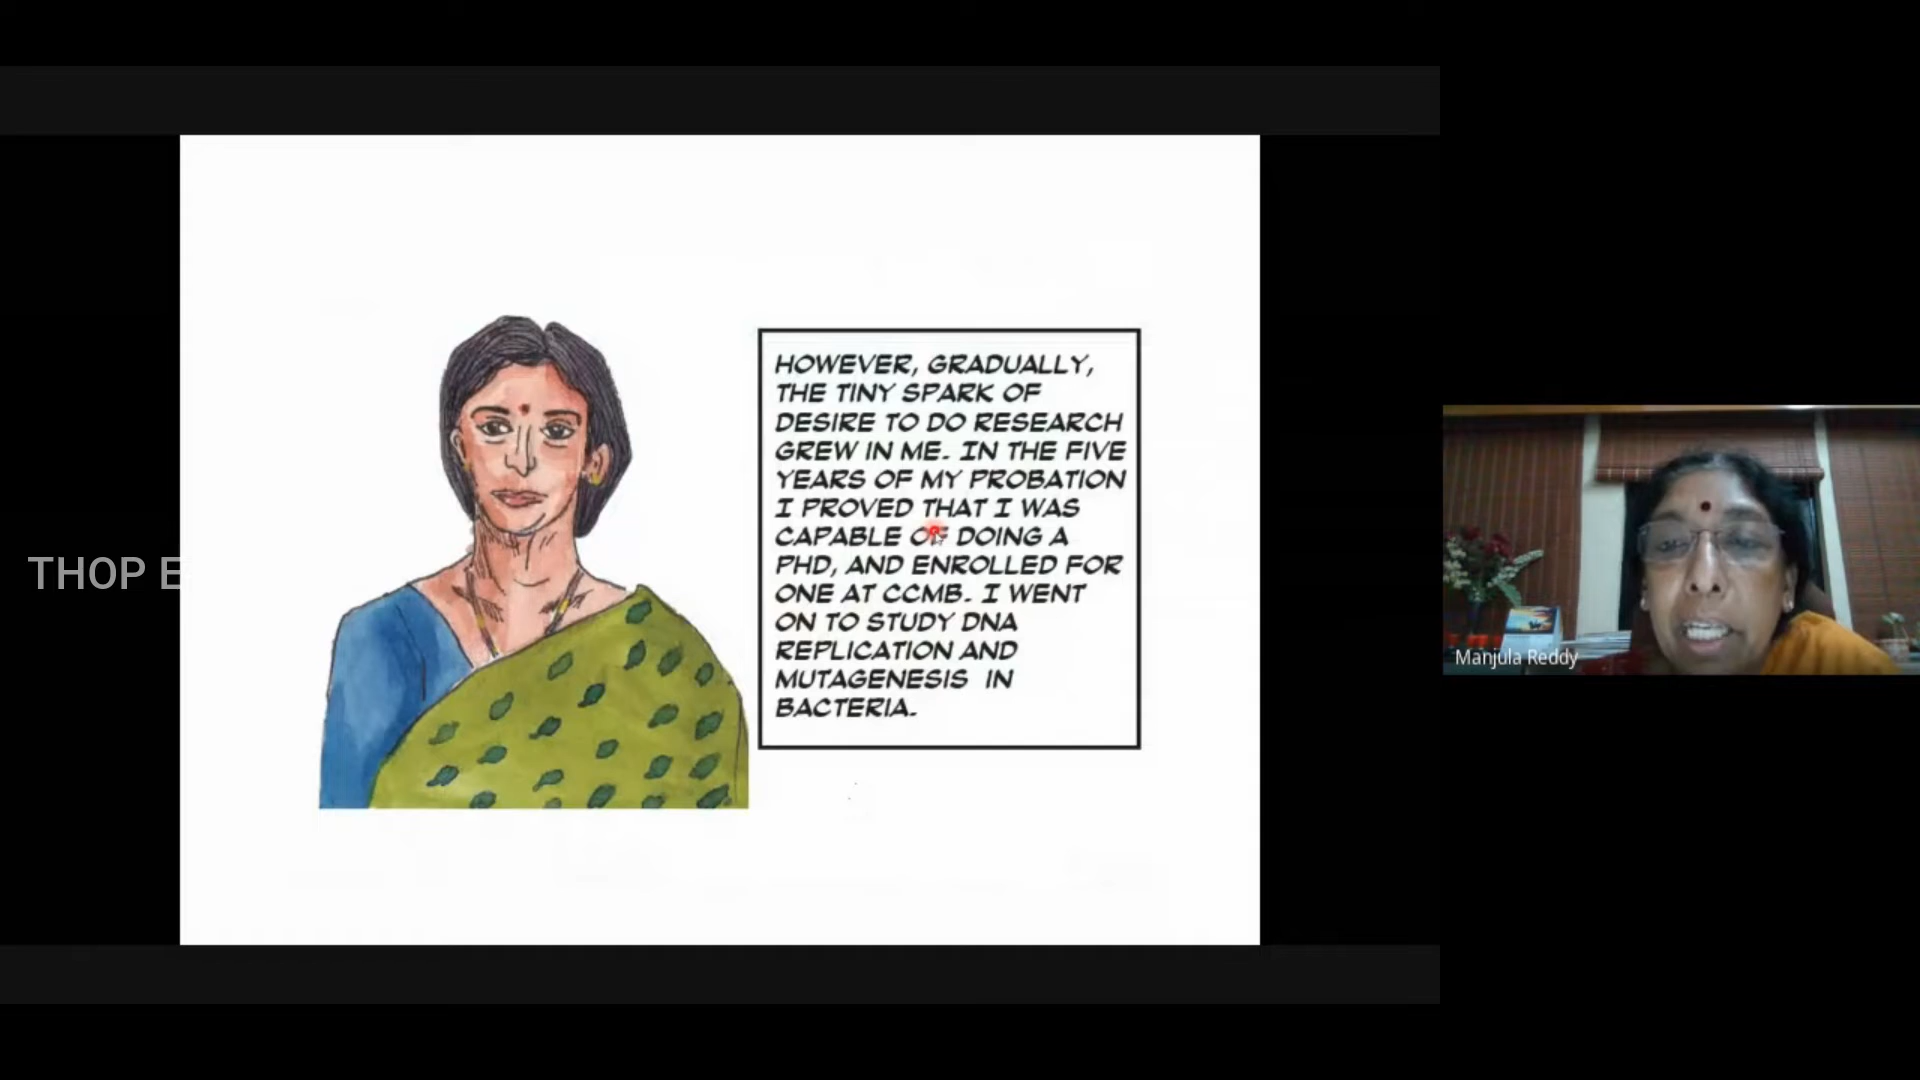 HOWEVER, GRADUALLY,
THE TINY SPARK OF
DESIRE TO DO RESEARCH
GREW IN ME. IN THE FIVE
YEARS OF MY PROBATION
I PROVED THAT I WAS
CAPABLE OF DOING A
PHD, AND ENROLLED FOR
ONE AT CCMB. I WENT
ON TO STUDY DNA
REPLICATION AND
MUTAGENESIS IN
BACTERIA.
THOP E
Manjula Reddy